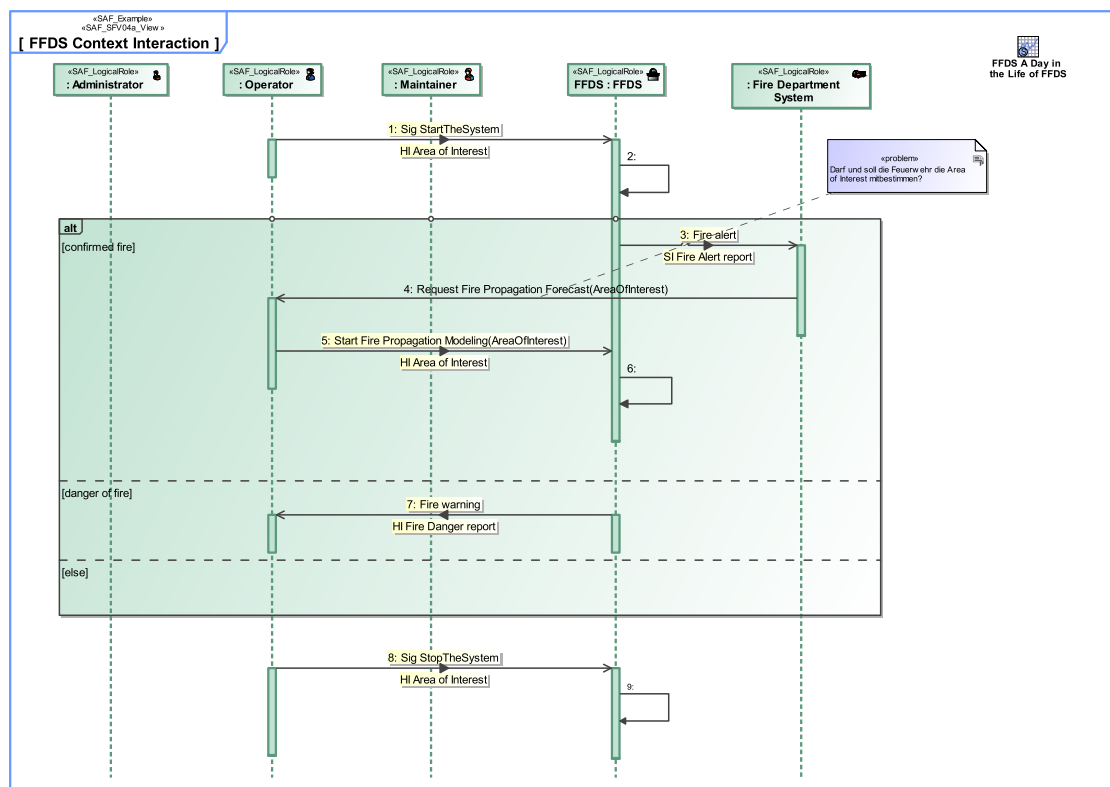 «SAF_Example»
«SAF_SFV04a_View »
[ FFDS Context Interaction ]
FFDS A Day in
the Life of FFDS
«SAF_LogicalRole»
: Administrator
«SAF_LogicalRole»
: Operator
«SAF_LogicalRole»
: Maintainer
«SAF_LogicalRole»
FFDS : FFDS
«SAF_LogicalRole»
: Fire Department
System
1: Sig StartTheSystem
HI Area of Interest
2:
«problem»
Darf und soll die Feuerwehr die Area
of Interest mitbestimmen?
alt
[confirmed fire]
3: Fire alert
SI Fire Alert report
4: Request Fire Propagation Forecast(AreaOfInterest)
5: Start Fire Propagation Modeling(AreaOfInterest)
HI Area of Interest
6:
[danger of fire]
7: Fire warning
HI Fire Danger report
[else]
8: Sig StopTheSystem
HI Area of Interest
9: